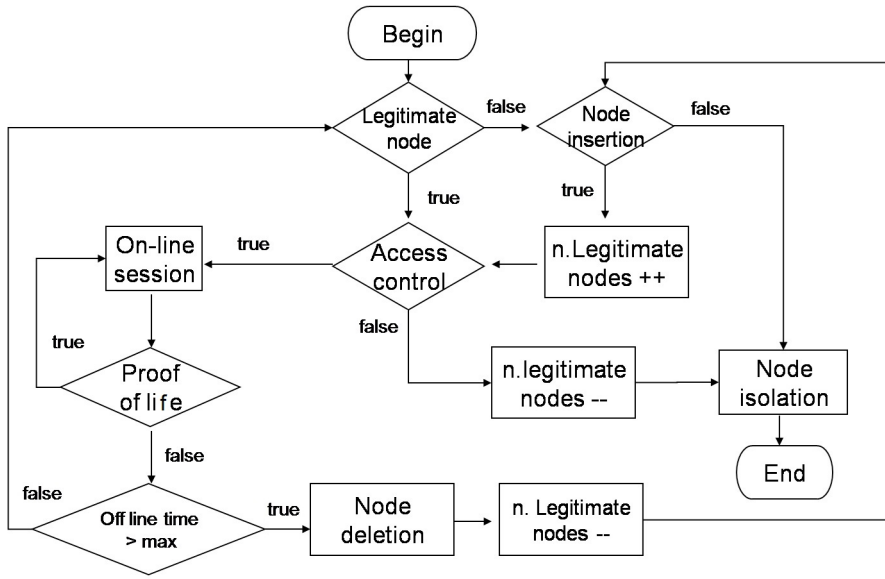 Begin
Legitimate
node
false
Node
insertion
false
true
true
On-line
session
true
Access
control
n.Legitimate
nodes ++
false
true
Proof
of life
n.legitimate
nodes --
Node
isolation
false
false
End
Off line time
> max
true
Node
deletion
n. Legitimate
nodes --